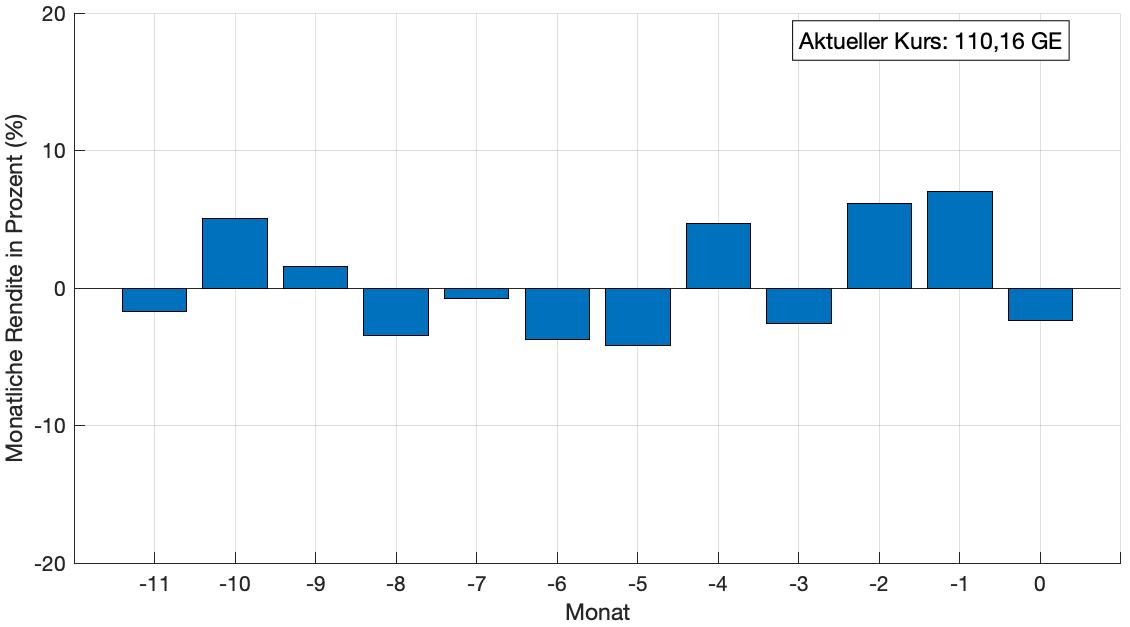 20
Aktueller Kurs: 110,16 GE
10
0
-10
-20
Monatliche Rendite in Prozent (%)
-11 -10 -9 -8 -7 -6 -5 -4 -3 -2 -1 0
Monat